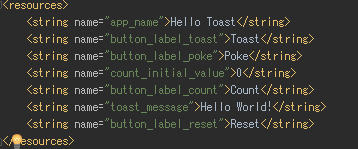 <resources>
    <string name="app_name">Hello Toast</string>
    <string name="button_label_toast">Toast</string>
    <string name="button_label_poke">Poke</string>
    <string name="count_initial_value">0</string>
    <string name="button_label_count">Count</string>
    <string name="toast_message">Hello World!</string>
    <string name="button_label_reset">Reset</string>
</resources>